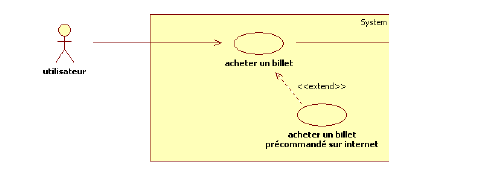 System
utilisateur
acheter un billet
<<extend>>
acheter un billet
précommandé sur internet